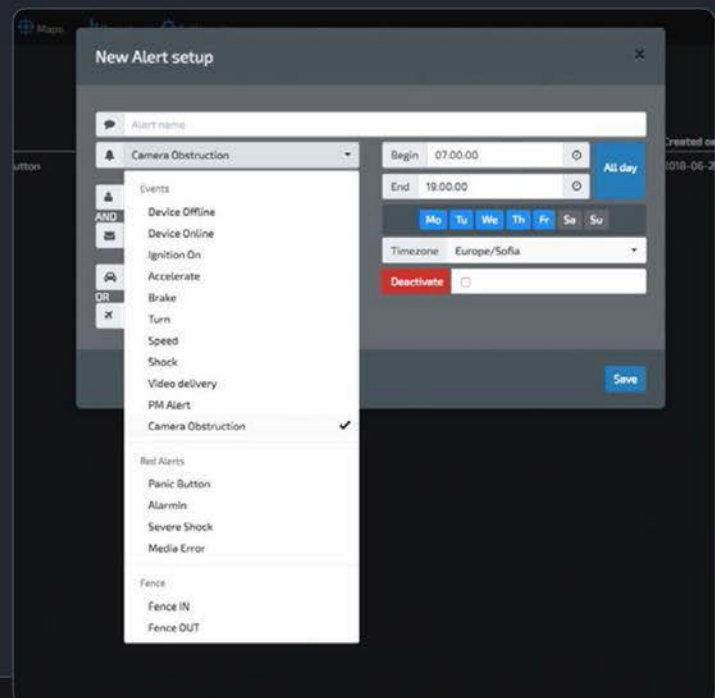 Maps
New Alert setup
×
Alert name
Camera Obstruction
Begin 07:00:00
All day
End 19:00:00
Mo Tu We Th Fr Sa Su
Timezone Europe/Sofia
Deactivate
AND
OR
Events
Device Offline
Device Online
Ignition On
Accelerate
Brake
Turn
Speed
Shock
Video delivery
PM Alert
Camera Obstruction
Red Alerts
Panic Button
Alarmin
Severe Shock
Media Error
Fence
Fence IN
Fence OUT
Save
utton
Created o
2018-06-2